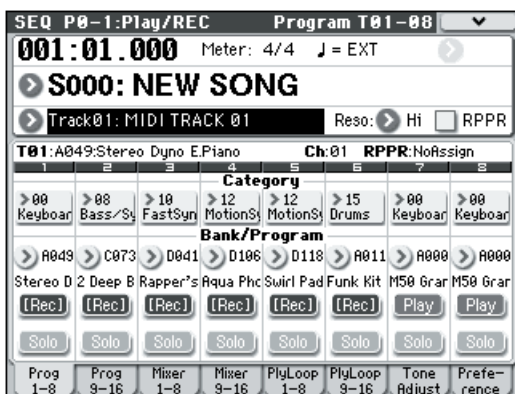 SEQ P0-1:Play/REC Program T01-08
001:01.000 Meter: 4/4 ♩= EXT
S000: NEW SONG
Track01: MIDI TRACK 01 Reso: Hi RPPR
T01:A049:Stereo Dyno E.Piano Ch:01 RPPR:NoAssign
1 2 3 4 5 6 7 8
Category
00 08 10 12 12 15 00 00
Keyboar Bass/Sy FastSyn MotionSy MotionSy Drums Keyboar Keyboar
Bank/Program
A049 C073 D041 D106 D118 A011 A000 A000
Stereo D 2 Deep B Rapper's Aqua Phc Swirl Pad Funk Kit M50 Grar M50 Grar
[Rec] [Rec] [Rec] [Rec] [Rec] [Rec] Play Play
Solo Solo Solo Solo Solo Solo Solo Solo
Prog Prog Mixer Mixer PlyLoop PlyLoop Tone Prefe-
1-8 9-16 1-8 9-16 1-8 9-16 Adjust rence